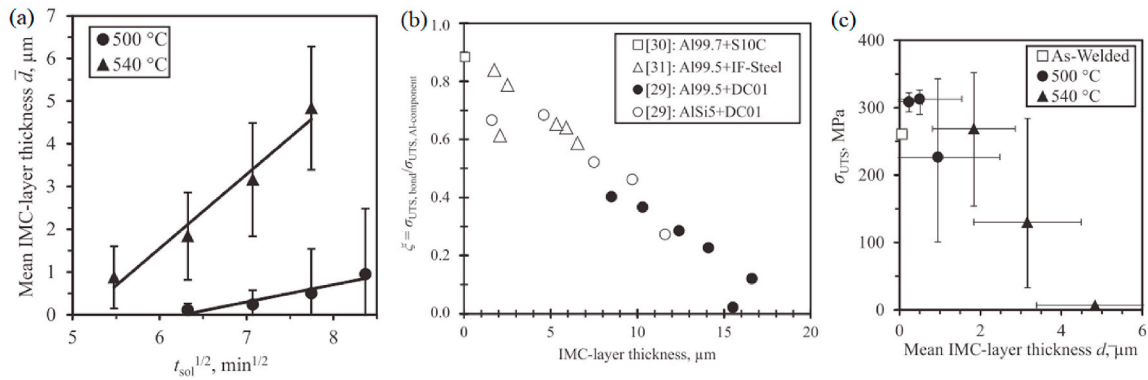 (a)
Mean IMC-layer thickness d̅, μm
7
6
5
4
3
2
1
0
500 °C
540 °C
5 6 7 8
t_sol^1/2, min^1/2
(b)
ξ = σUTS, bond/σUTS, Al-component
1.0
0.8
0.6
0.4
0.2
0.0
[30]: Al99.7+S10C
[31]: Al99.5+IF-Steel
[29]: Al99.5+DC01
[29]: AlSi5+DC01
0 5 10 15 20
IMC-layer thickness, μm
(c)
σUTS, MPa
400
300
200
100
0
As-Welded
500 °C
540 °C
0 2 4 6
Mean IMC-layer thickness d,¯μm